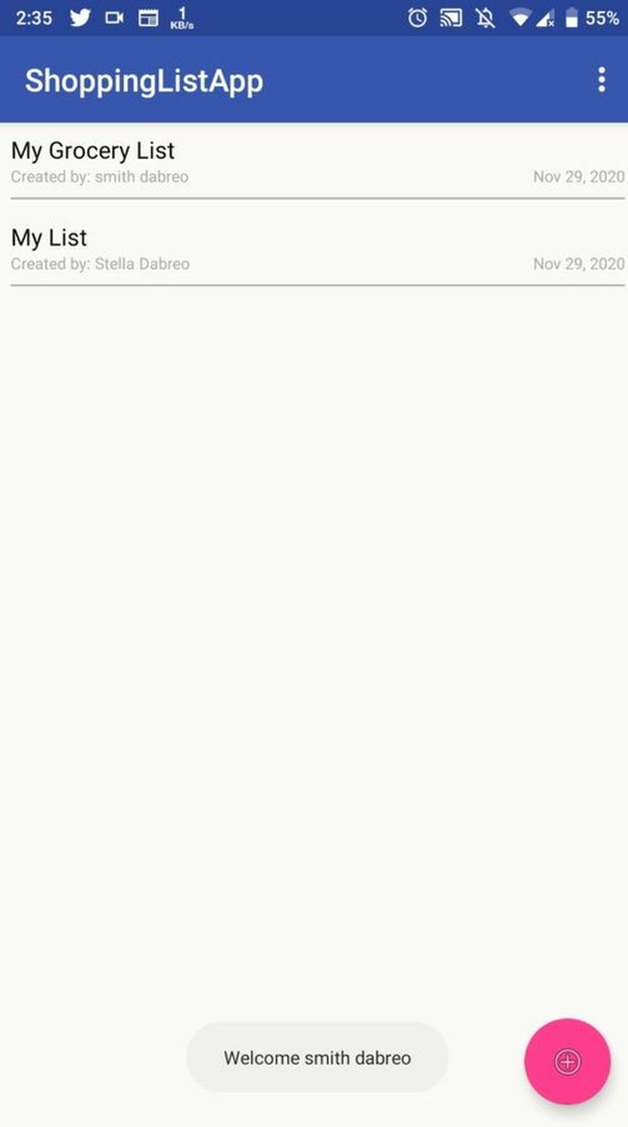 2:35 1 KB/s 55%
ShoppingListApp
My Grocery List
Created by: smith dabreo Nov 29, 2020
My List
Created by: Stella Dabreo Nov 29, 2020
Welcome smith dabreo